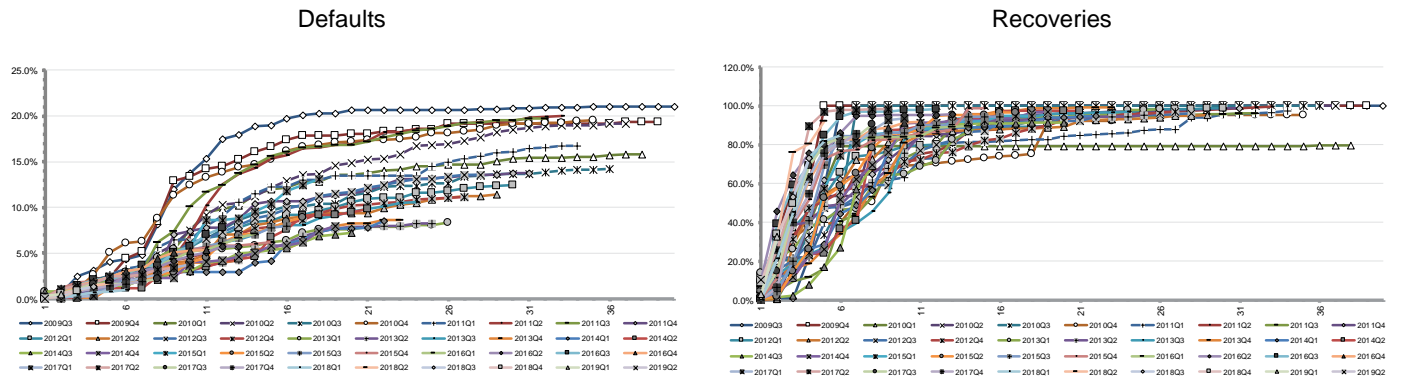 Defaults
Recoveries
25.0%
20.0%
15.0%
10.0%
5.0%
0.0%
1 6 11 16 21 26 31 36
2009Q3 2009Q4 2010Q1 2010Q2 2010Q3 2010Q4 2011Q1 2011Q2 2011Q3 2011Q4
2012Q1 2012Q2 2012Q3 2012Q4 2013Q1 2013Q2 2013Q3 2013Q4 2014Q1 2014Q2
2014Q3 2014Q4 2015Q1 2015Q2 2015Q3 2015Q4 2016Q1 2016Q2 2016Q3 2016Q4
2017Q1 2017Q2 2017Q3 2017Q4 2018Q1 2018Q2 2018Q3 2018Q4 2019Q1 2019Q2
120.0%
100.0%
80.0%
60.0%
40.0%
20.0%
0.0%
1 6 11 16 21 26 31 36
2009Q3 2009Q4 2010Q1 2010Q2 2010Q3 2010Q4 2011Q1 2011Q2 2011Q3 2011Q4
2012Q1 2012Q2 2012Q3 2012Q4 2013Q1 2013Q2 2013Q3 2013Q4 2014Q1 2014Q2
2014Q3 2014Q4 2015Q1 2015Q2 2015Q3 2015Q4 2016Q1 2016Q2 2016Q3 2016Q4
2017Q1 2017Q2 2017Q3 2017Q4 2018Q1 2018Q2 2018Q3 2018Q4 2019Q1 2019Q2